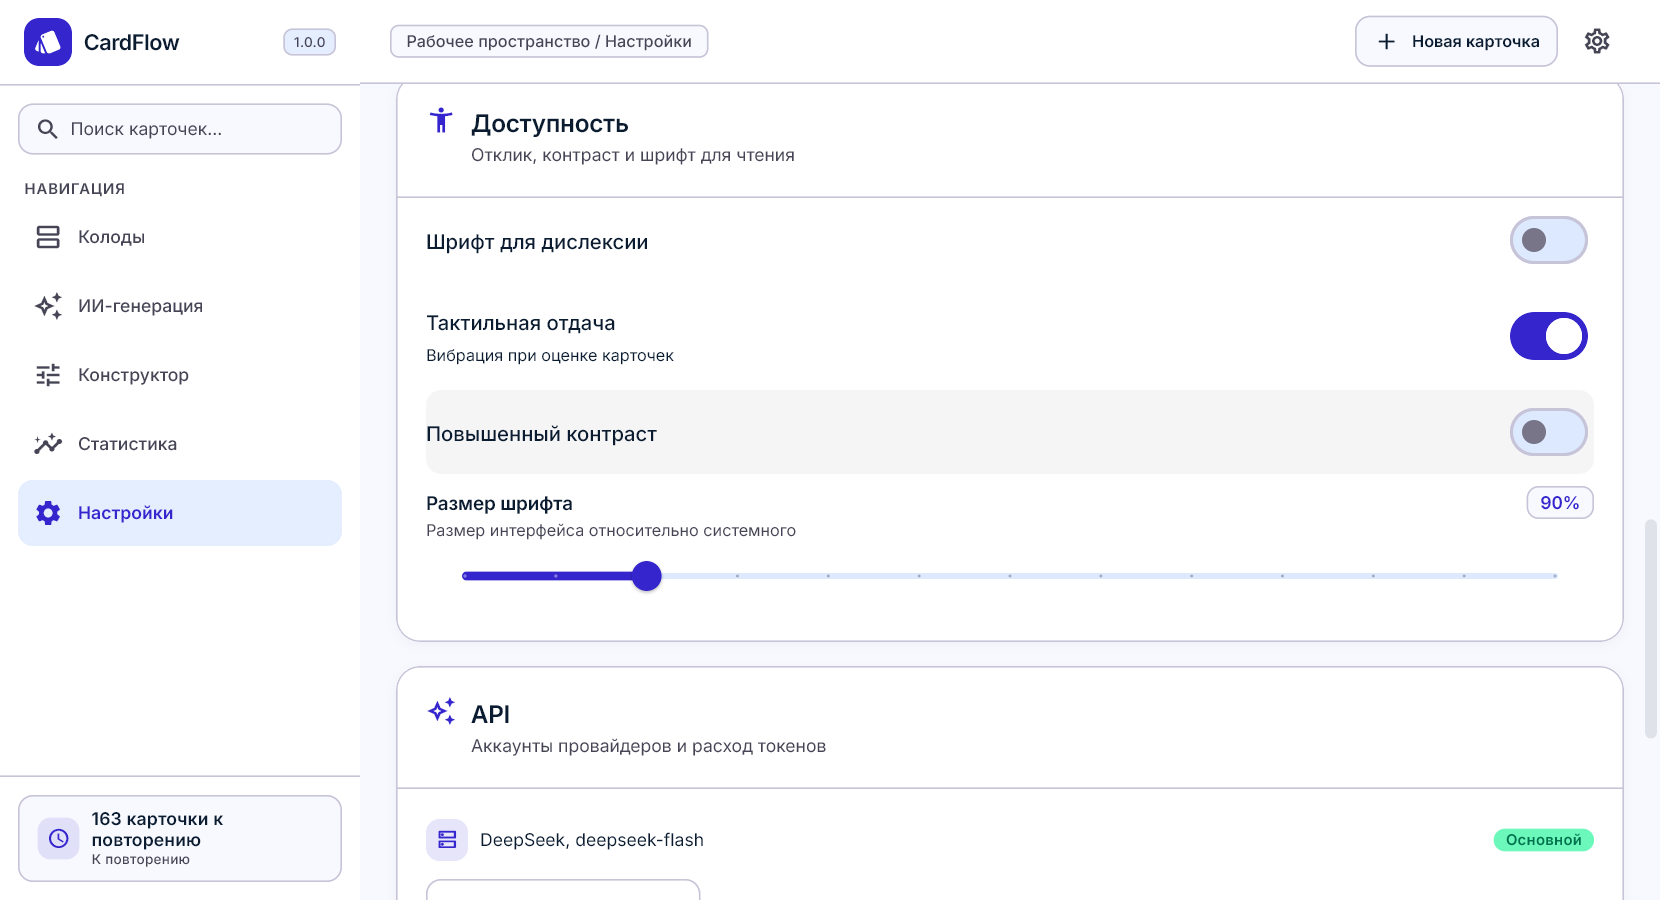 CardFlow
1.0.0
Рабочее пространство / Настройки
Новая карточка
Поиск карточек...
НАВИГАЦИЯ
Колоды
ИИ-генерация
Конструктор
Статистика
Настройки
163 карточки к
повторению
К повторению
Доступность
Отклик, контраст и шрифт для чтения
Шрифт для дислексии
Тактильная отдача
Вибрация при оценке карточек
Повышенный контраст
Размер шрифта
90%
Размер интерфейса относительно системного
API
Аккаунты провайдеров и расход токенов
DeepSeek, deepseek-flash
Основной